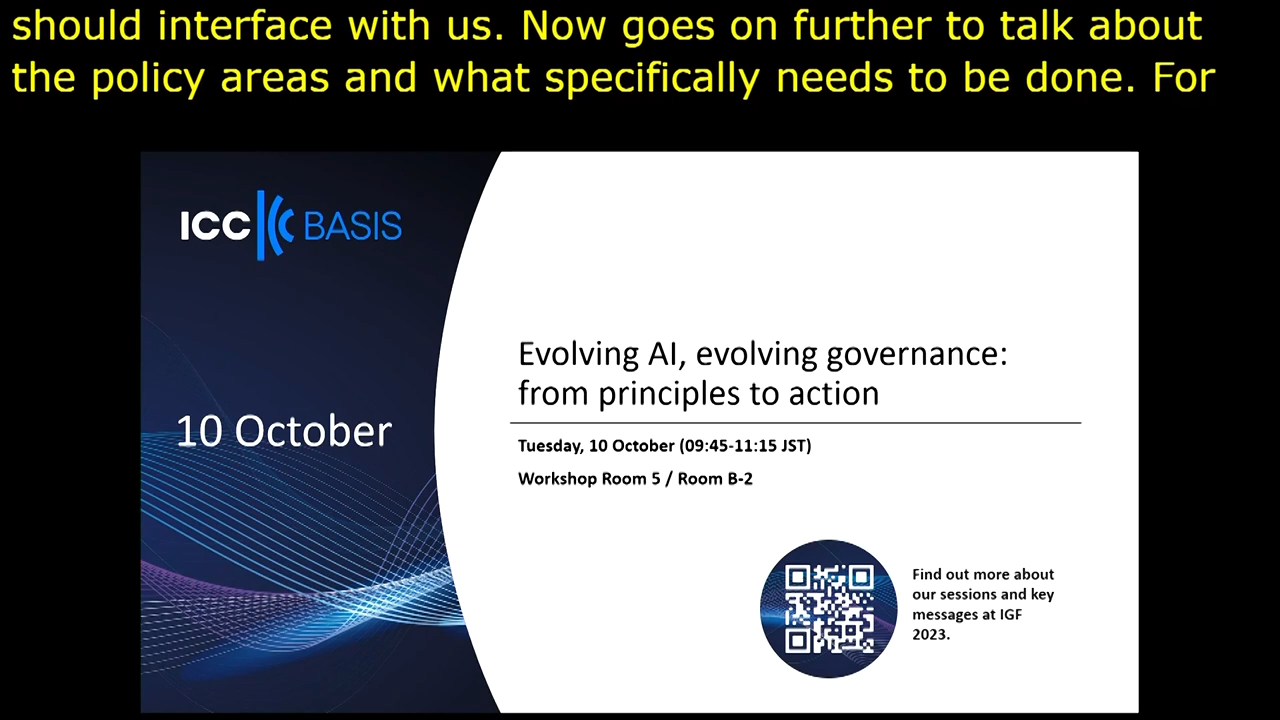 should interface with us. Now goes on further to talk about
the policy areas and what specifically needs to be done. For
ICC BASIS
10 October
Evolving AI, evolving governance:
from principles to action
Tuesday, 10 October (09:45-11:15 JST)
Workshop Room 5 / Room B-2
Find out more about
our sessions and key
messages at IGF
2023.